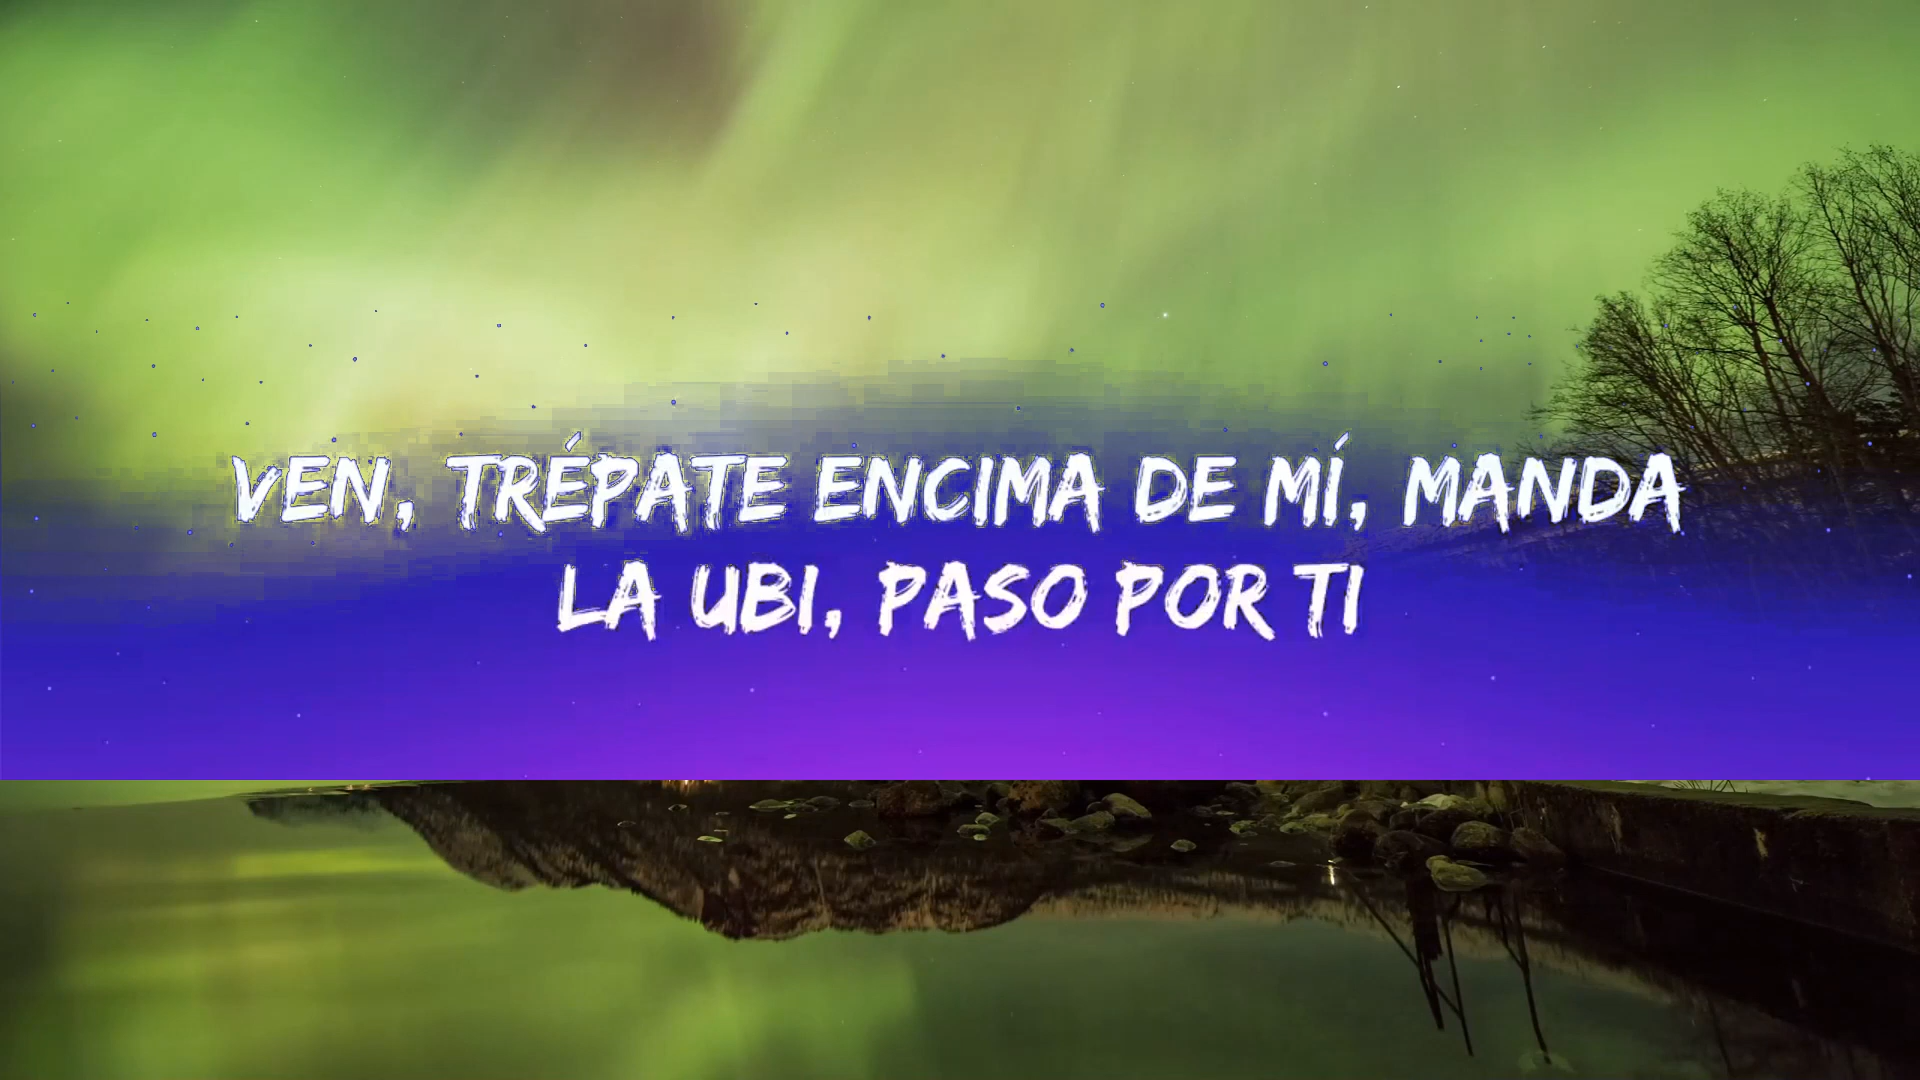 VEN, TRÉPATE ENCIMA DE MÍ, MANDA
LA UBI, PASO POR TI